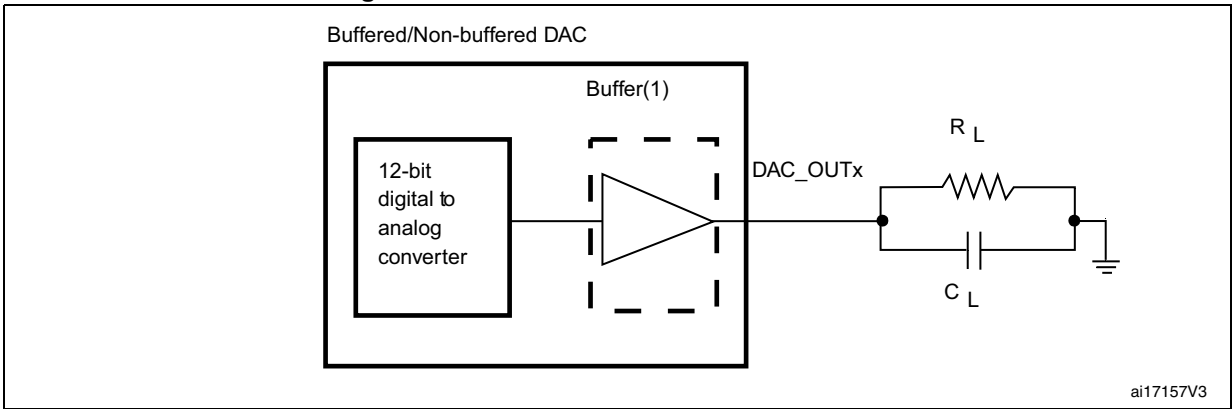 Buffered/Non-buffered DAC
Buffer(1)
12-bit
digital to
analog
converter
DAC_OUTx
R L
C L
ai17157V3